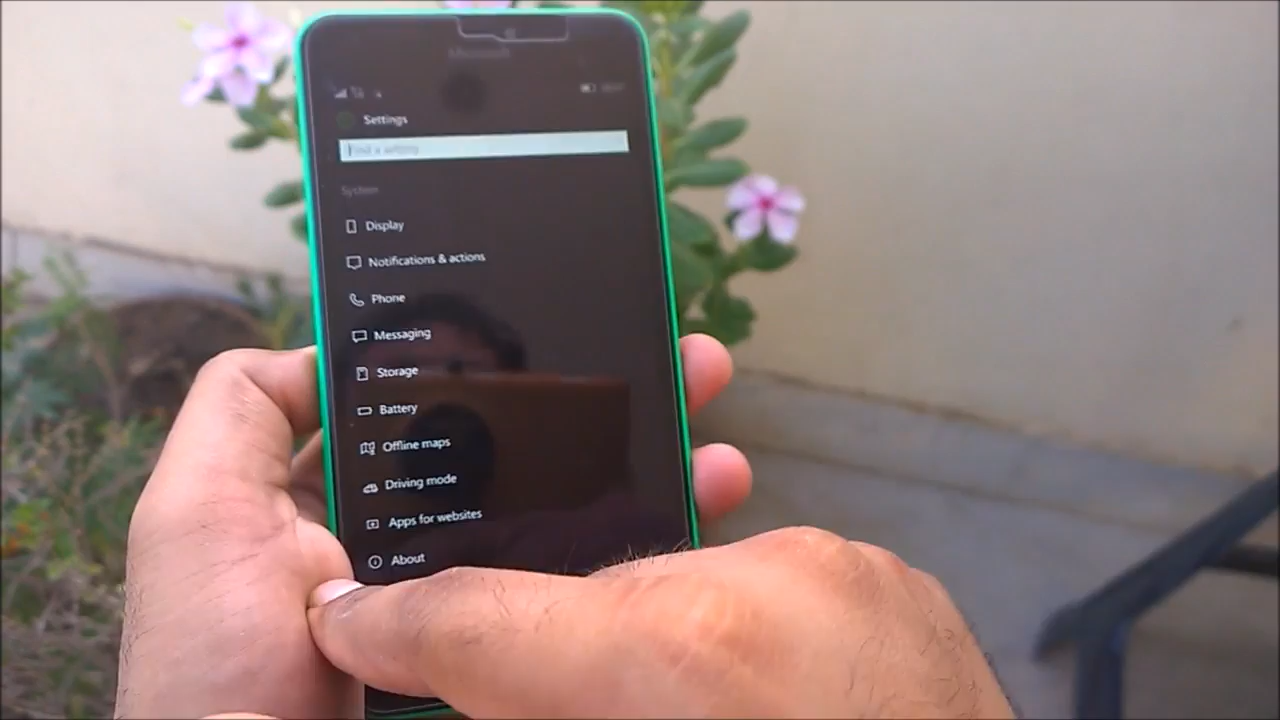 Microsoft
Settings
Find a setting
System
Display
Notifications & actions
Phone
Messaging
Storage
Battery
Offline maps
Driving mode
Apps for websites
About